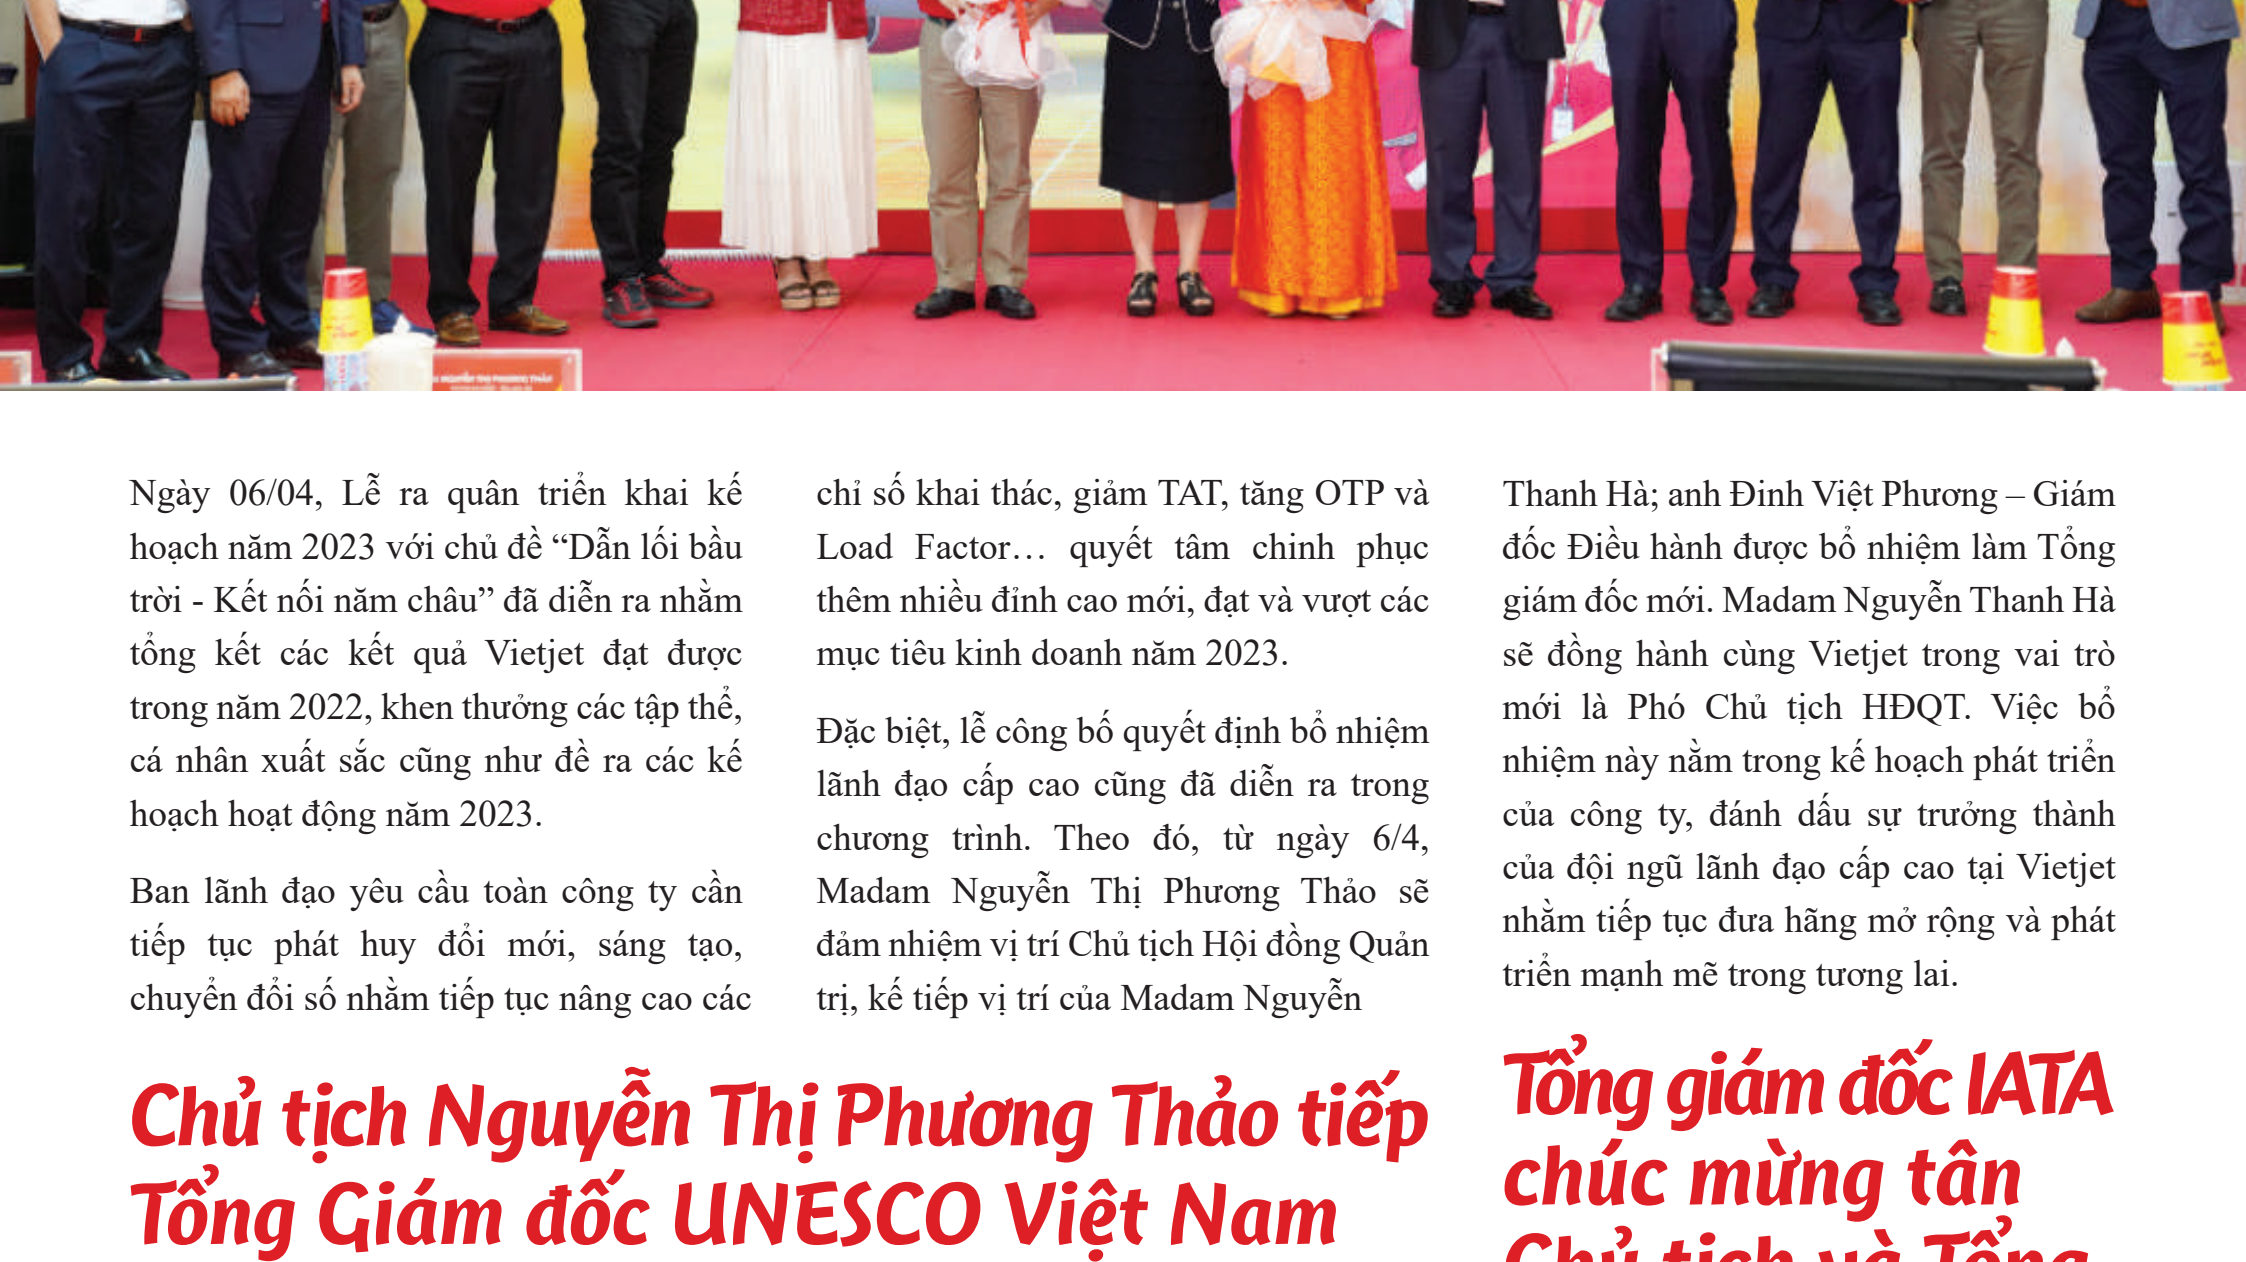 NGUYỄN THỊ PHƯƠNG THẢO
Ngày 06/04, Lễ ra quân triển khai kế
hoạch năm 2023 với chủ đề “Dẫn lối bầu
trời - Kết nối năm châu” đã diễn ra nhằm
tổng kết các kết quả Vietjet đạt được
trong năm 2022, khen thưởng các tập thể,
cá nhân xuất sắc cũng như đề ra các kế
hoạch hoạt động năm 2023.
Ban lãnh đạo yêu cầu toàn công ty cần
tiếp tục phát huy đổi mới, sáng tạo,
chuyển đổi số nhằm tiếp tục nâng cao các
chỉ số khai thác, giảm TAT, tăng OTP và
Load Factor… quyết tâm chinh phục
thêm nhiều đỉnh cao mới, đạt và vượt các
mục tiêu kinh doanh năm 2023.
Đặc biệt, lễ công bố quyết định bổ nhiệm
lãnh đạo cấp cao cũng đã diễn ra trong
chương trình. Theo đó, từ ngày 6/4,
Madam Nguyễn Thị Phương Thảo sẽ
đảm nhiệm vị trí Chủ tịch Hội đồng Quản
trị, kế tiếp vị trí của Madam Nguyễn
Thanh Hà; anh Đinh Việt Phương – Giám
đốc Điều hành được bổ nhiệm làm Tổng
giám đốc mới. Madam Nguyễn Thanh Hà
sẽ đồng hành cùng Vietjet trong vai trò
mới là Phó Chủ tịch HĐQT. Việc bổ
nhiệm này nằm trong kế hoạch phát triển
của công ty, đánh dấu sự trưởng thành
của đội ngũ lãnh đạo cấp cao tại Vietjet
nhằm tiếp tục đưa hãng mở rộng và phát
triển mạnh mẽ trong tương lai.
Chủ tịch Nguyễn Thị Phương Thảo tiếp
Tổng Giám đốc UNESCO Việt Nam
Tổng giám đốc IATA
chúc mừng tân
Chủ tịch và Tổng